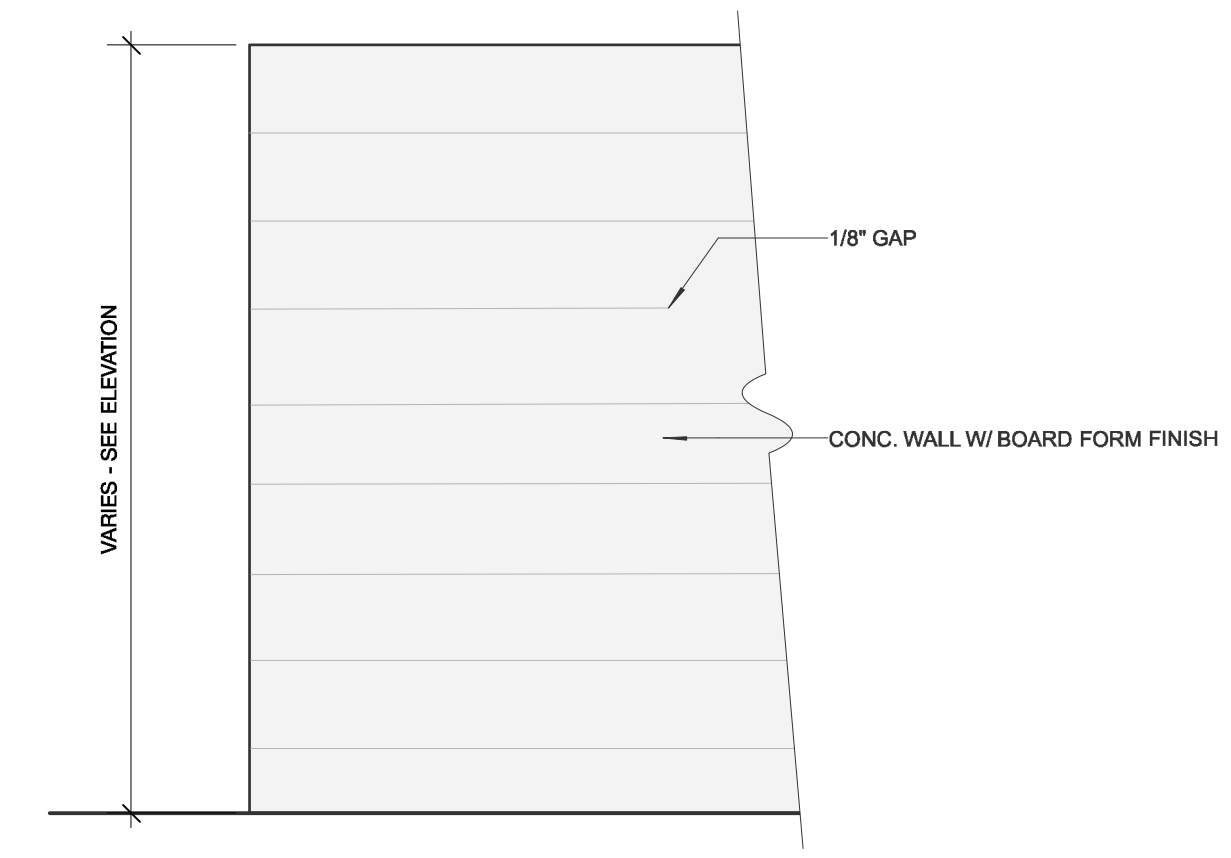 1/8" GAP
VARIES - SEE ELEVATION
CONC. WALL W/ BOARD FORM FINISH